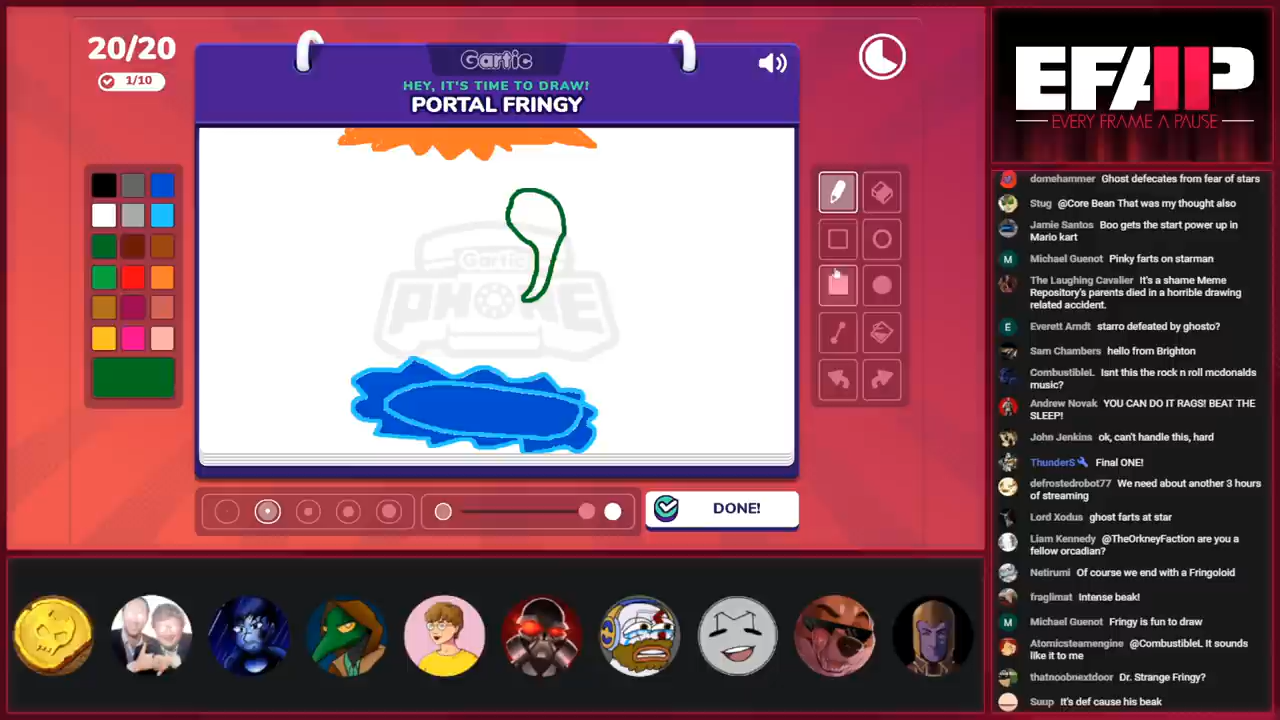 20/20
1/10
Gartic
HEY, IT'S TIME TO DRAW!
PORTAL FRINGY
Gartic
PHONE
DONE!
EFAP
EVERY FRAME A PAUSE
domehammer Ghost defecates from fear of stars
Stug @Core Bean That was my thought also
Jamie Santos Boo gets the start power up in
Mario kart
M Michael Guenot Pinky farts on starman
The Laughing Cavalier It's a shame Meme
Repository's parents died in a horrible drawing
related accident.
E Everett Arndt starro defeated by ghosto?
Sam Chambers hello from Brighton
CombustibleL Isnt this the rock n roll mcdonalds
music?
Andrew Novak YOU CAN DO IT RAGS! BEAT THE
SLEEP!
John Jenkins ok, can't handle this, hard
ThunderS Final ONE!
defrostedrobot77 We need about another 3 hours
of streaming
Lord Xodus ghost farts at star
Liam Kennedy @TheOrkneyFaction are you a
fellow orcadian?
Netirumi Of course we end with a Fringoloid
fraglimat Intense beak!
M Michael Guenot Fringy is fun to draw
Atomicsteamengine @CombustibleL It sounds
like it to me
thatnoobnextdoor Dr. Strange Fringy?
Suup It's def cause his beak